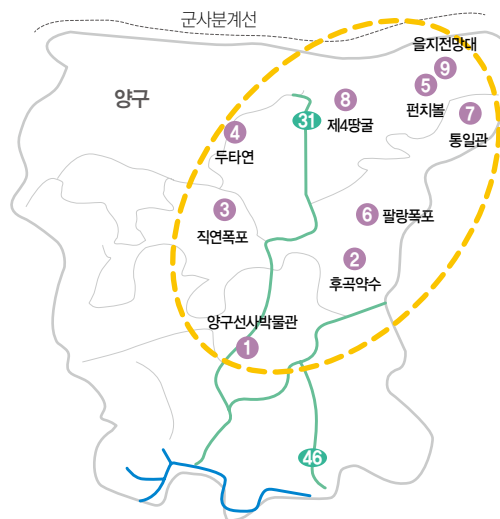 군사분계선
을지전망대
9
양구
5
펀치볼
8
제4땅굴
7
통일관
31
4
두타연
3
직연폭포
6 팔랑폭포
2
후곡약수
양구선사박물관
1
46